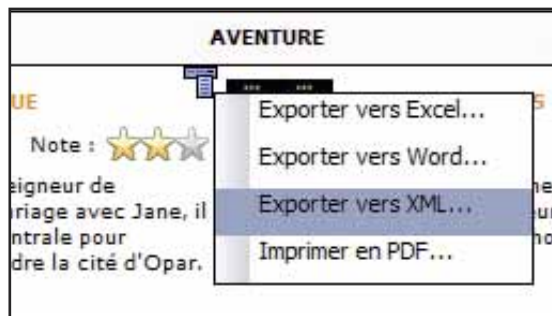 AVENTURE
UE
S
Note :
Exporter vers Excel...
Exporter vers Word...
Exporter vers XML...
Imprimer en PDF...
eigneur de
riage avec Jane, il
ntrale pour
dre la cité d'Opar.